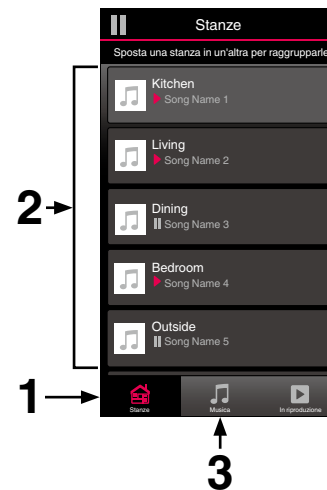 Stanze
Sposta una stanza in un'altra per raggrupparle
Kitchen
Song Name 1
Living
Song Name 2
2
Dining
Song Name 3
Bedroom
Song Name 4
Outside
Song Name 5
1
Stanze
Musica
In riproduzione
3